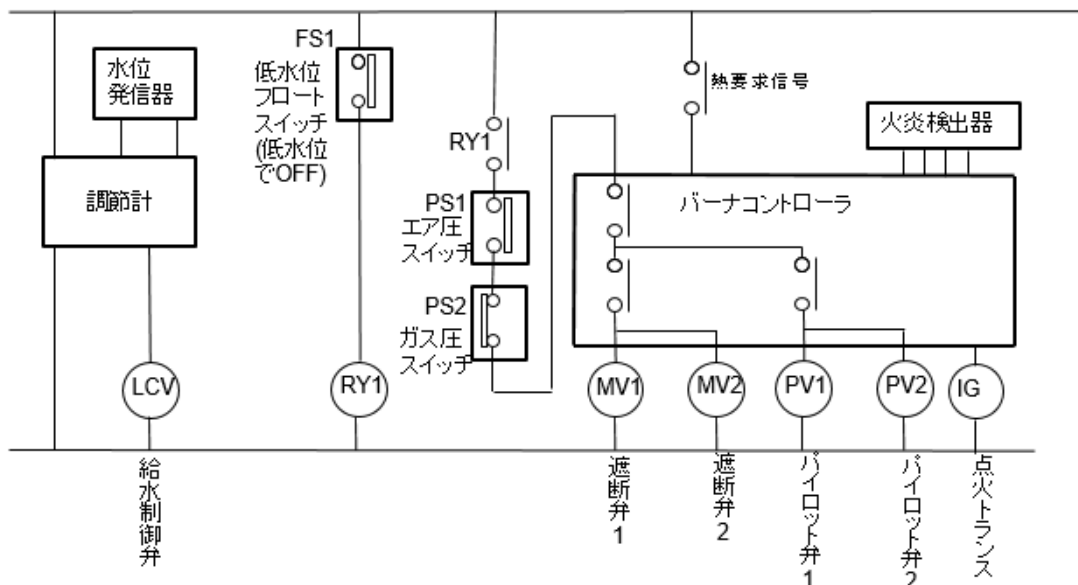 水位
発信器
調節計
LCV
給水制御弁
FS1
低水位
フロート
スイッチ
(低水位
でOFF)
RY1
RY1
PS1
エア圧
スイッチ
PS2
ガス圧
スイッチ
熱要求信号
火炎検出器
バーナコントローラ
MV1
MV2
PV1
PV2
IG
遮断弁1
遮断弁2
パイロット弁1
パイロット弁2
点火トランス